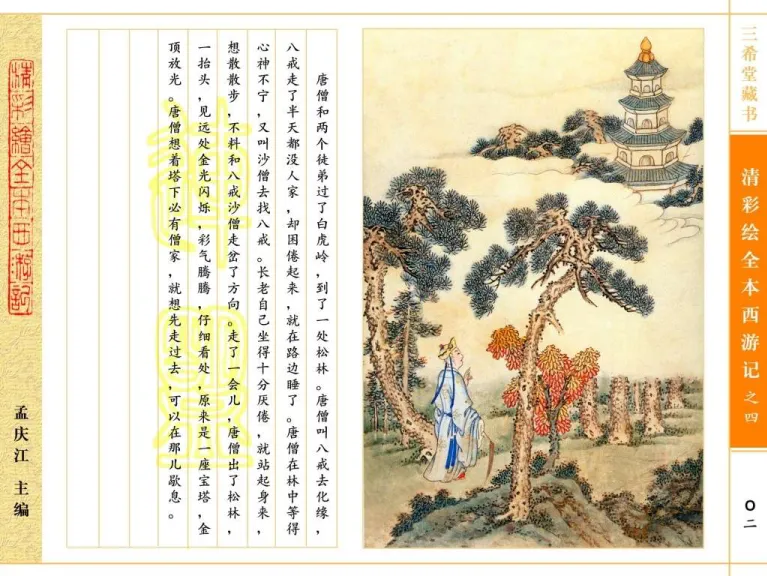 三希堂藏书
清彩绘全本西游记之四
〇二
唐僧和两个徒弟过了白虎岭，到了一处松林。唐僧叫八戒去化缘，
八戒走了半天都没人家，却困倦起来，就在路边睡了。唐僧在林中等得
心神不宁，又叫沙僧去找八戒。长老自己坐得十分厌倦，就站起身来，
想散散步，不料和八戒沙僧走岔了方向。走了一会儿，唐僧出了松林，
一抬头，见远处金光闪烁，彩气腾腾，仔细看处，原来是一座宝塔，金
顶放光。唐僧想着塔下必有僧家，就想先走过去，可以在那儿歇息。
清彩繪全本西游記
孟庆江 主编